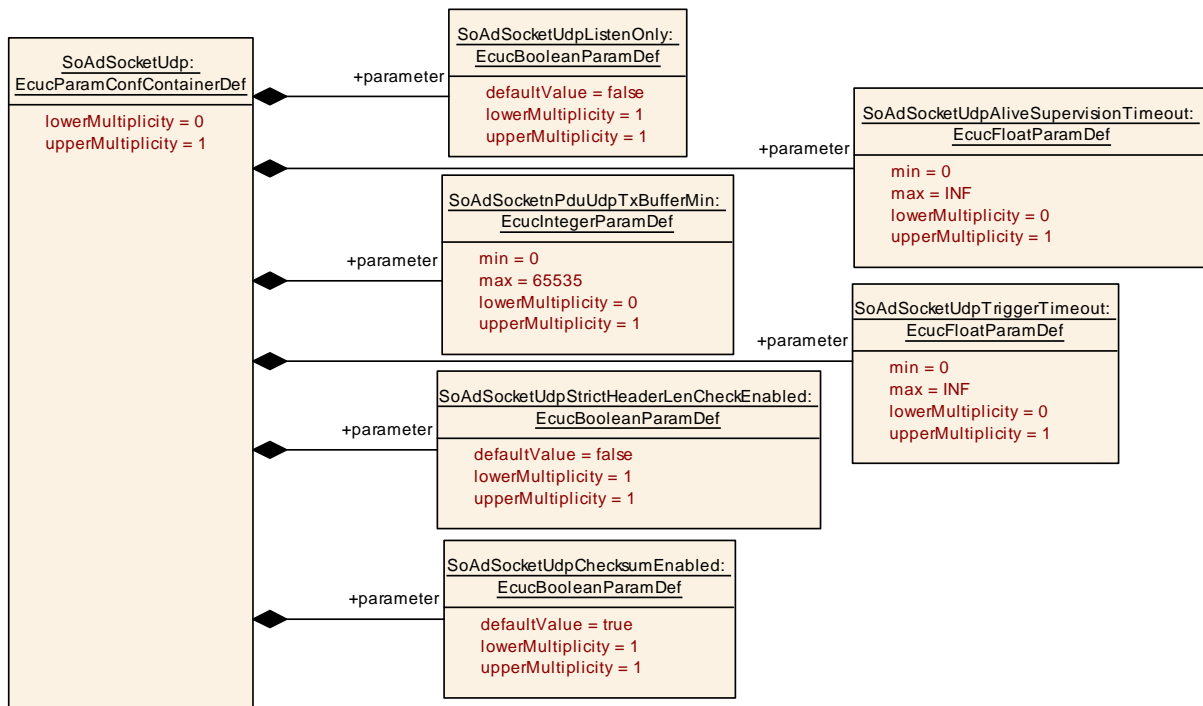 SoAdSocketUdp:
EcucParamConfContainerDef
lowerMultiplicity = 0
upperMultiplicity = 1
+parameter
SoAdSocketUdpListenOnly:
EcucBooleanParamDef
defaultValue = false
lowerMultiplicity = 1
upperMultiplicity = 1
+parameter
SoAdSocketUdpAliveSupervisionTimeout:
EcucFloatParamDef
min = 0
max = INF
lowerMultiplicity = 0
upperMultiplicity = 1
+parameter
SoAdSocketnPduUdpTxBufferMin:
EcucIntegerParamDef
min = 0
max = 65535
lowerMultiplicity = 0
upperMultiplicity = 1
+parameter
SoAdSocketUdpTriggerTimeout:
EcucFloatParamDef
min = 0
max = INF
lowerMultiplicity = 0
upperMultiplicity = 1
+parameter
SoAdSocketUdpStrictHeaderLenCheckEnabled:
EcucBooleanParamDef
defaultValue = false
lowerMultiplicity = 1
upperMultiplicity = 1
+parameter
SoAdSocketUdpChecksumEnabled:
EcucBooleanParamDef
defaultValue = true
lowerMultiplicity = 1
upperMultiplicity = 1